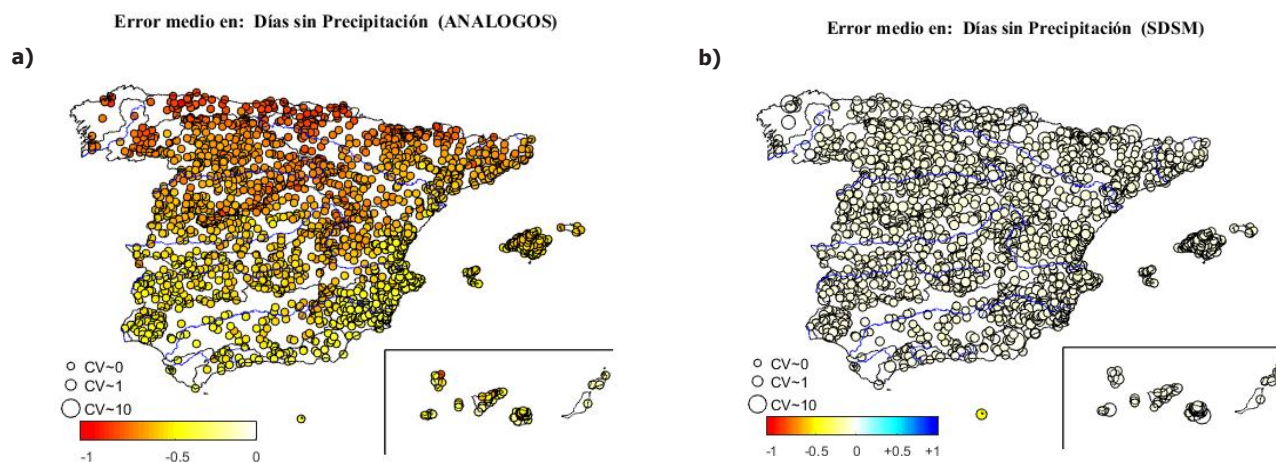 Error medio en: Días sin Precipitación (ANALOGOS)
a)
CV~0
CV~1
CV~10
-1 -0.5 0
Error medio en: Días sin Precipitación (SDSM)
b)
CV~0
CV~1
CV~10
-1 -0.5 0 +0.5 +1